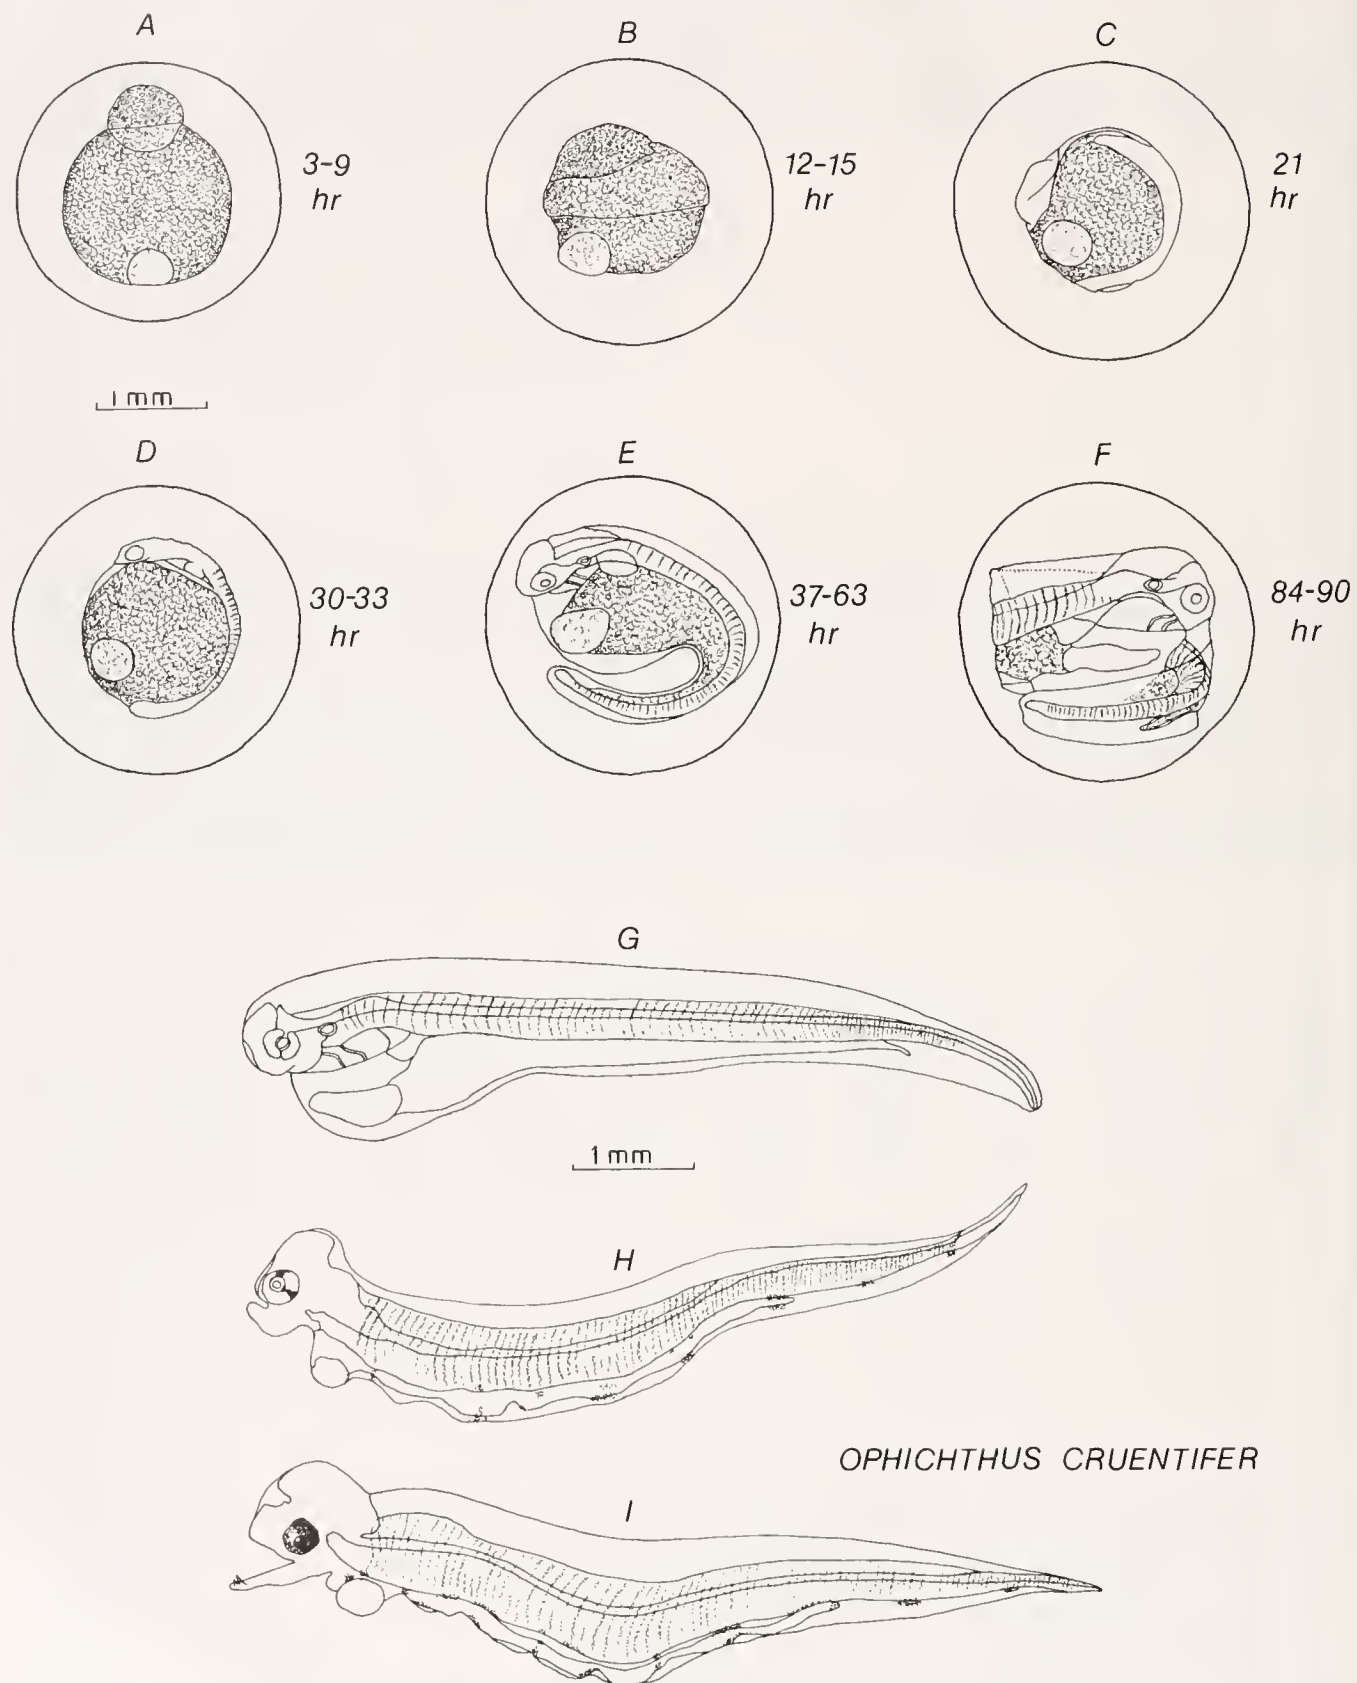 A
B
C
3-9
hr
12-15
hr
21
hr
1 mm
D
E
F
30-33
hr
37-63
hr
84-90
hr
G
1 mm
H
OPHICHTHUS CRUENTIFER
I